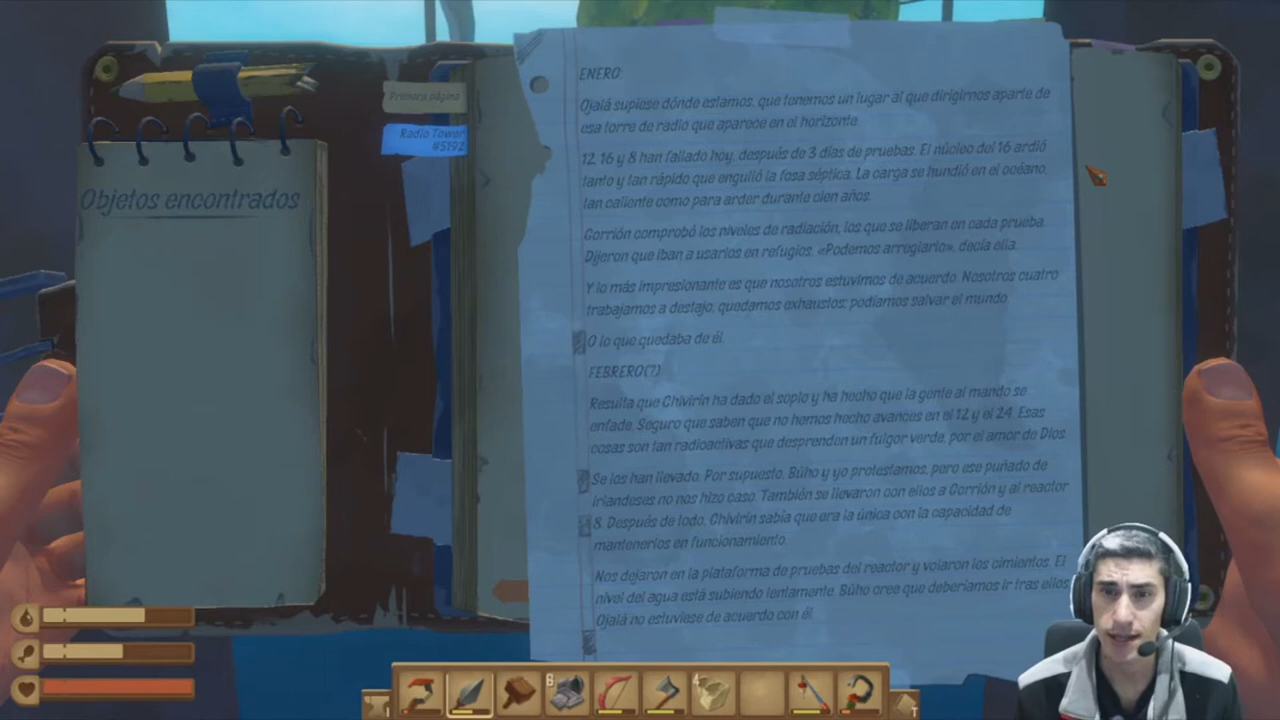 Primera página
Radio Tower
#5192
Objetos encontrados
ENERO:
Ojalá supiese dónde estamos, que tenemos un lugar al que dirigirnos aparte de
esa torre de radio que aparece en el horizonte.
12, 16 y 8 han fallado hoy, después de 3 días de pruebas. El núcleo del 16 ardió
tanto y tan rápido que engulló la fosa séptica. La carga se hundió en el océano,
tan caliente como para arder durante cien años.
Gorrión comprobó los niveles de radiación, los que se liberan en cada prueba.
Dijeron que iban a usarlos en refugios. «Podemos arreglarlo», decía ella.
Y lo más impresionante es que nosotros estuvimos de acuerdo. Nosotros cuatro
trabajamos a destajo, quedamos exhaustos; podíamos salvar el mundo
O lo que quedaba de él.
FEBRERO(?)
Resulta que Chivirín ha dado el soplo y ha hecho que la gente al mando se
enfade. Seguro que saben que no hemos hecho avances en el 12 y el 24. Esas
cosas son tan radioactivas que desprenden un fulgor verde, por el amor de Dios.
Se los han llevado. Por supuesto, Búho y yo protestamos, pero ese puñado de
irlandeses no nos hizo caso. También se llevaron con ellos a Gorrión y al reactor
8. Después de todo, Chivirín sabía que era la única con la capacidad de
mantenerlos en funcionamiento.
Nos dejaron en la plataforma de pruebas del reactor y volaron los cimientos. El
nivel del agua está subiendo lentamente. Búho cree que deberíamos ir tras ellos.
Ojalá no estuviese de acuerdo con él.
6
4
1
T